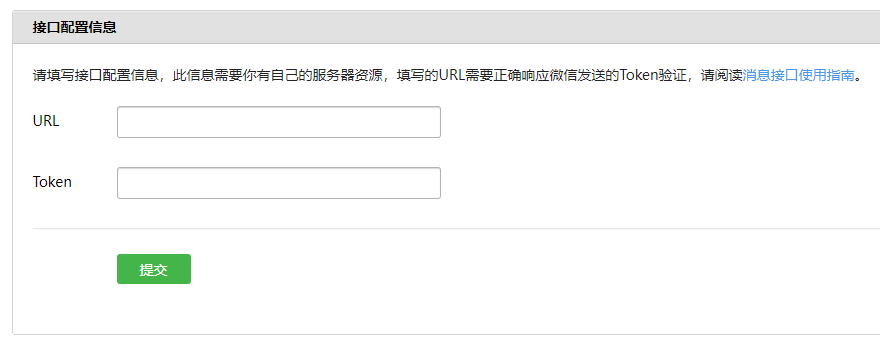 接口配置信息
请填写接口配置信息，此信息需要你有自己的服务器资源，填写的URL需要正确响应微信发送的Token验证，请阅读消息接口使用指南。
URL
Token
提交